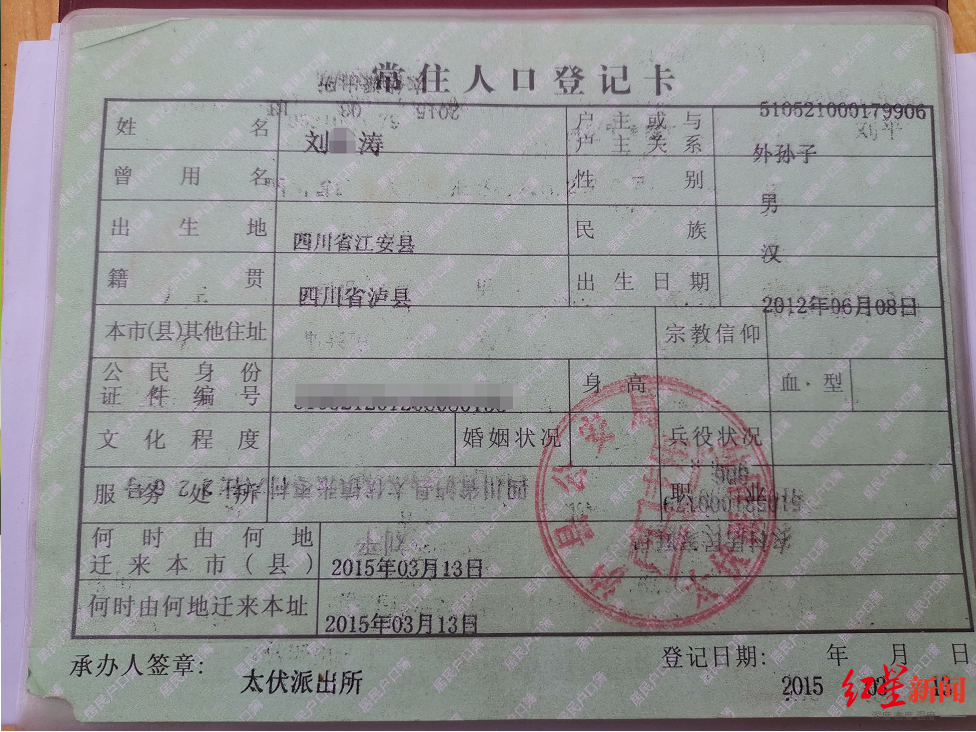 常住人口登记卡
510521000179906
姓名 刘 涛 户主或与户主关系 外孙子
曾用名 性别 男
出生地 四川省江安县 民族 汉
籍贯 四川省泸县 出生日期 2012年06月08日
本市(县)其他住址 宗教信仰
公民身份证件编号 身高 血型
文化程度 婚姻状况 兵役状况
服务处所 职业
何时由何地迁来本市(县) 2015年03月13日
何时由何地迁来本址 2015年03月13日
承办人签章: 太伏派出所 登记日期: 年 月 日
2015 03 13
红星新闻